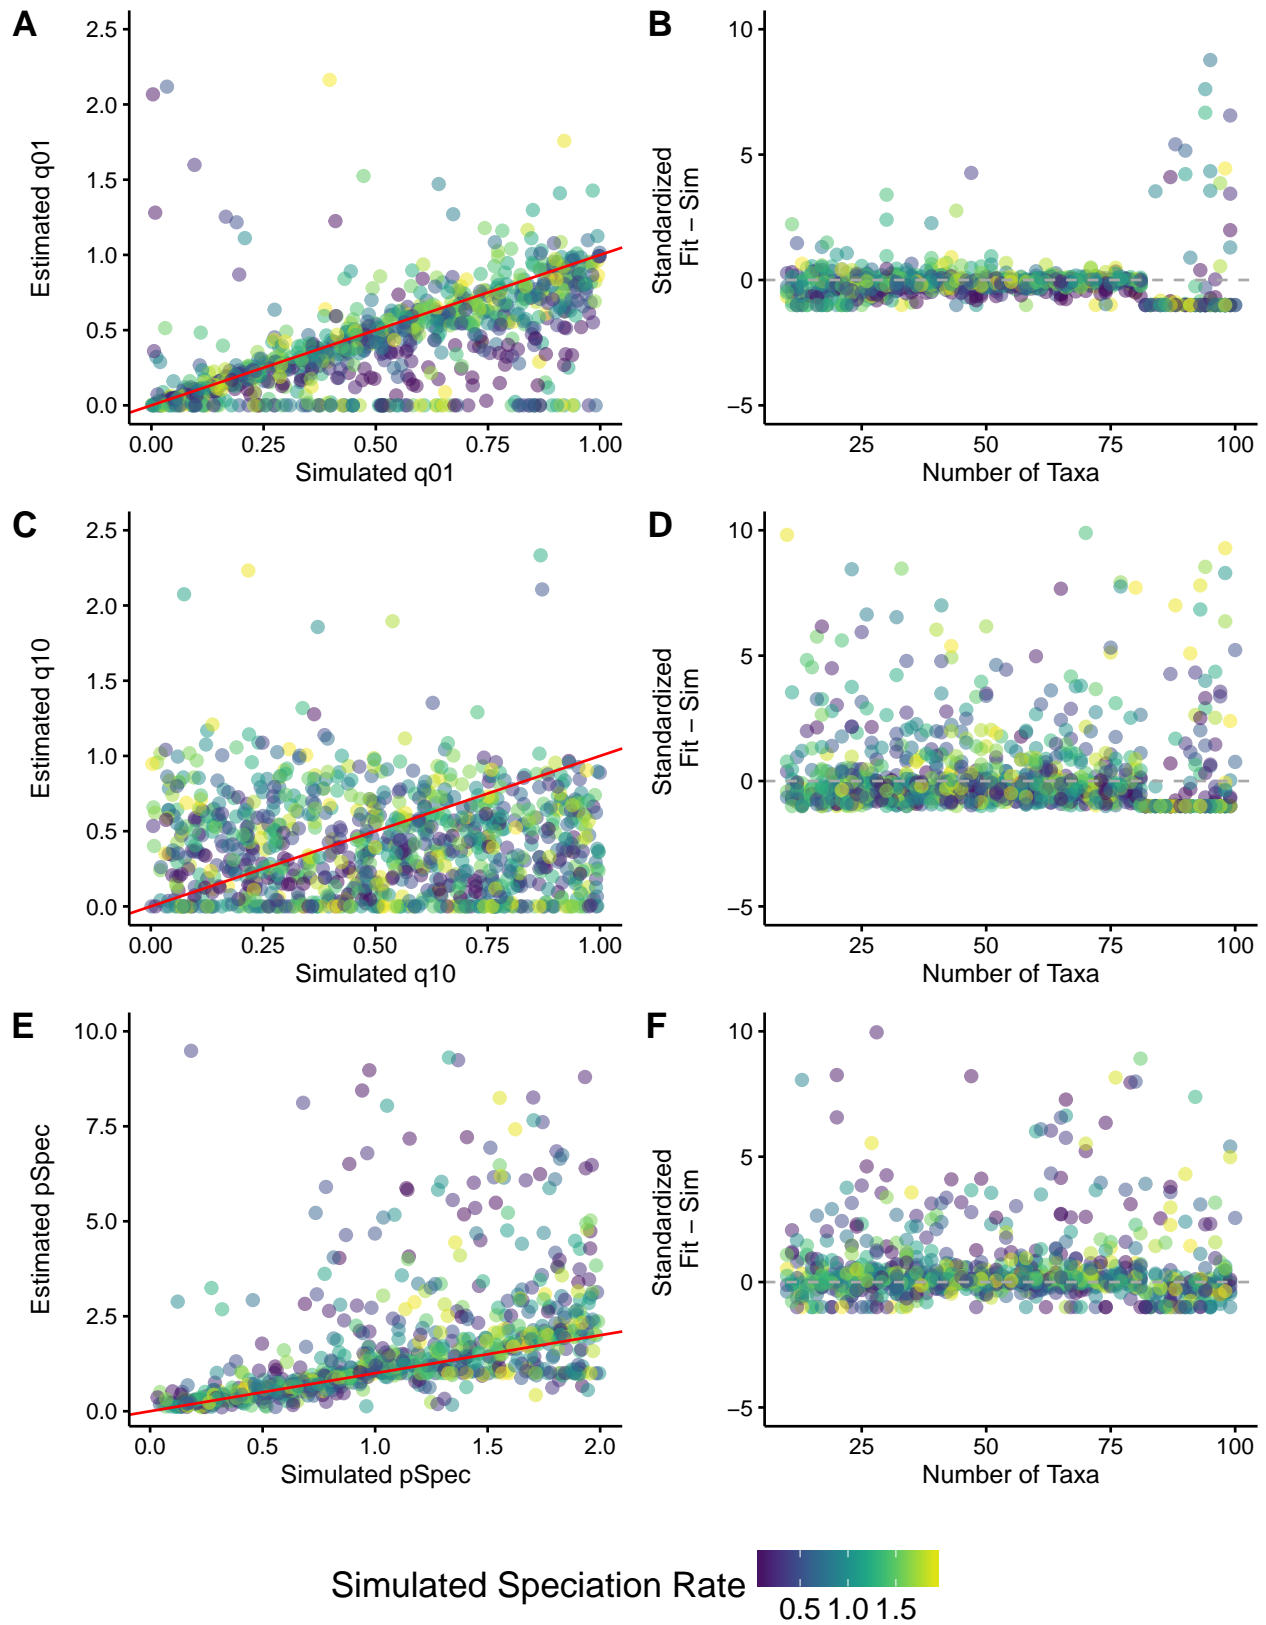 A
2.5
2.0
1.5
1.0
0.5
0.0
Estimated q01
0.00 0.25 0.50 0.75 1.00
Simulated q01
B
10
5
0
−5
Standardized
Fit − Sim
25 50 75 100
Number of Taxa
C
2.5
2.0
1.5
1.0
0.5
0.0
Estimated q10
0.00 0.25 0.50 0.75 1.00
Simulated q10
D
10
5
0
−5
Standardized
Fit − Sim
25 50 75 100
Number of Taxa
E
10.0
7.5
5.0
2.5
0.0
Estimated pSpec
0.0 0.5 1.0 1.5 2.0
Simulated pSpec
F
10
5
0
−5
Standardized
Fit − Sim
25 50 75 100
Number of Taxa
Simulated Speciation Rate
0.5 1.0 1.5